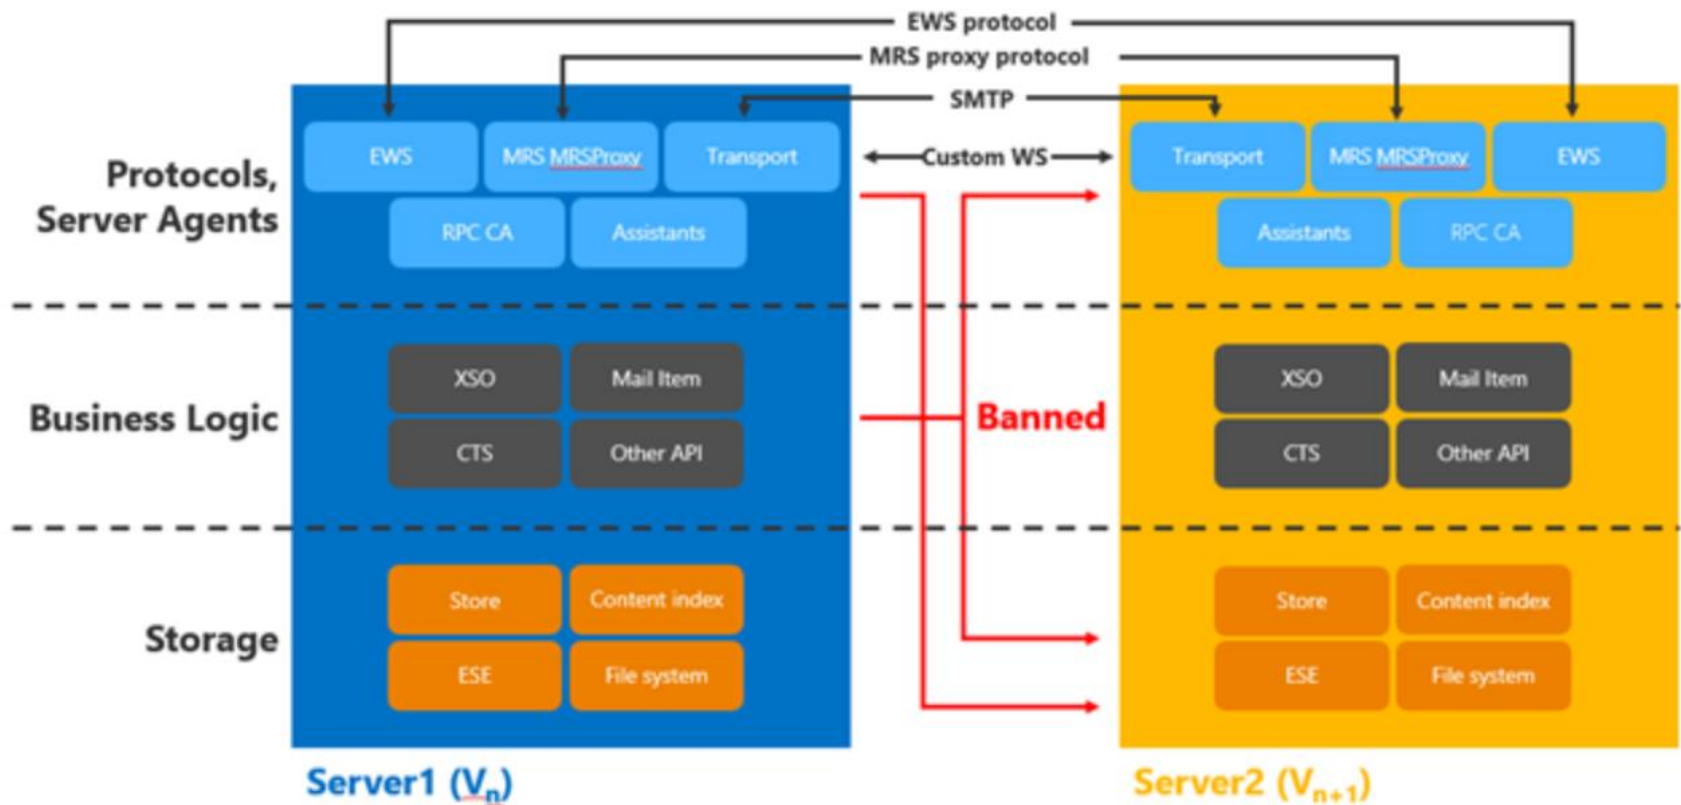 EWS protocol
MRS proxy protocol
SMTP
Custom WS
Protocols,
Server Agents
EWS
MRS MRSProxy
Transport
RPC CA
Assistants
Transport
MRS MRSProxy
EWS
Assistants
RPC CA
Business Logic
XSO
Mail Item
CTS
Other API
Banned
XSO
Mail Item
CTS
Other API
Storage
Store
Content index
ESE
File system
Store
Content index
ESE
File system
Server1 (Vn)
Server2 (Vn+1)